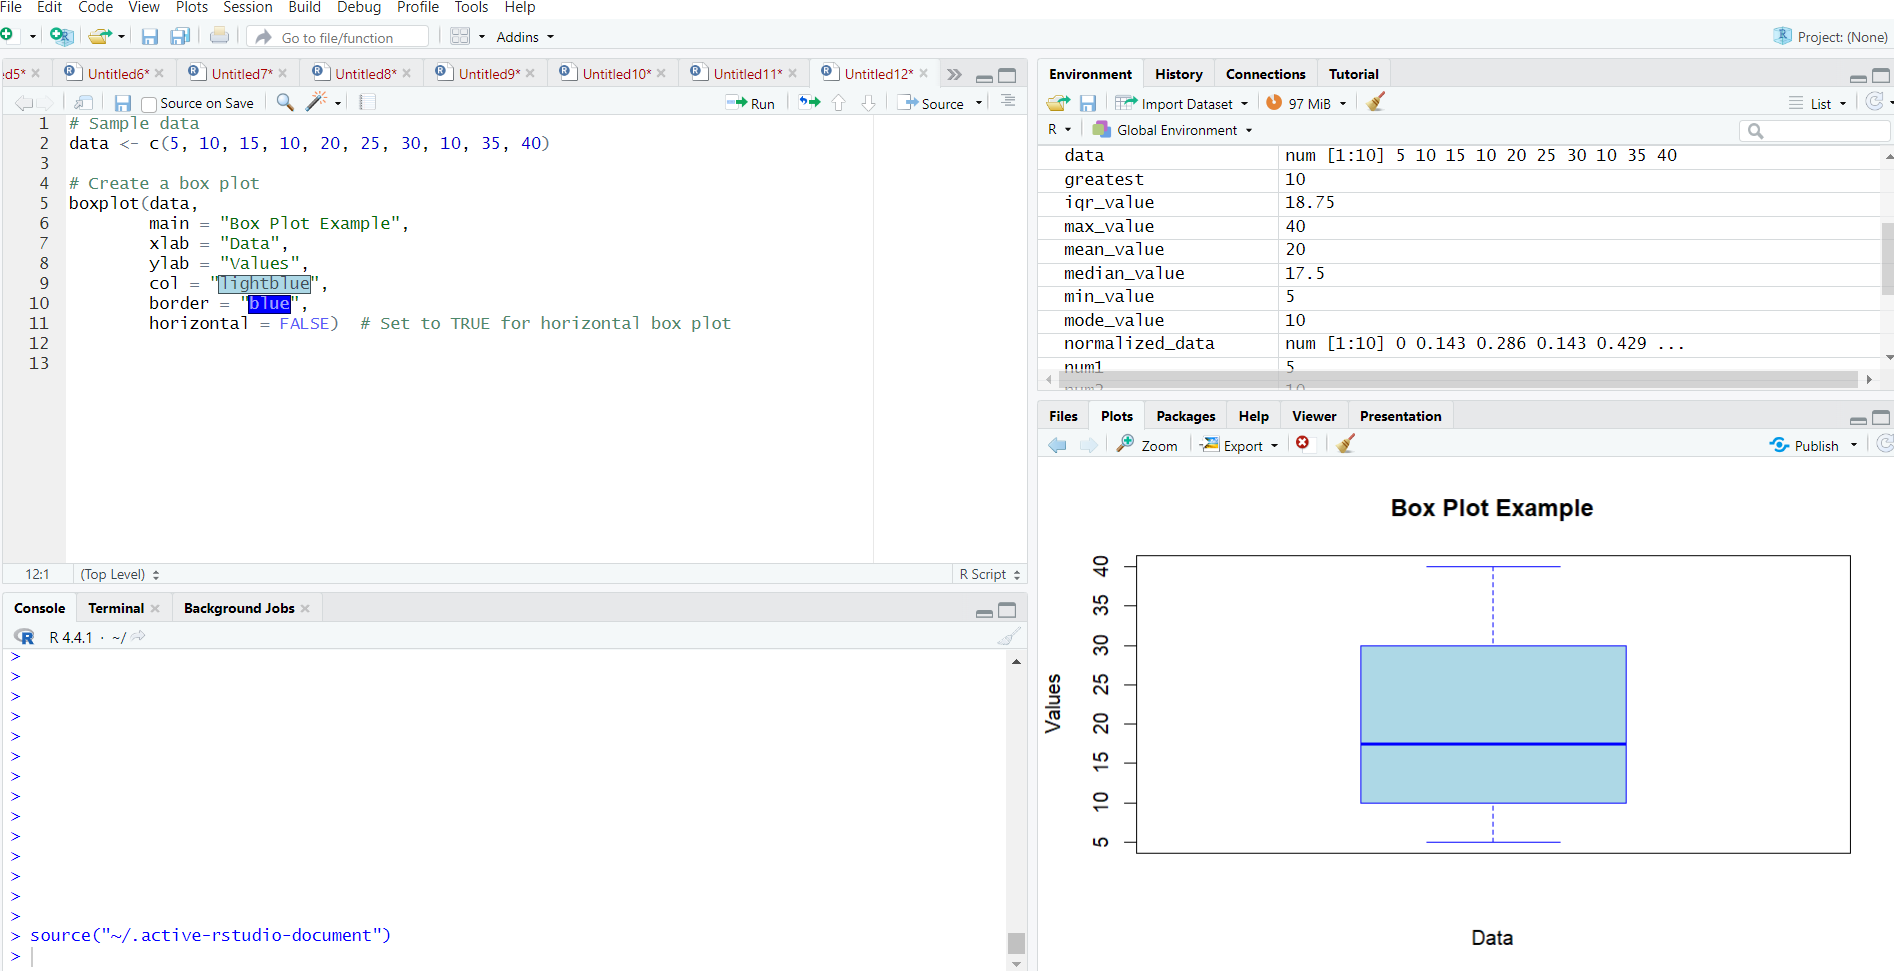 File Edit Code View Plots Session Build Debug Profile Tools Help
Go to file/function Addins Project: (None)
ed5* Untitled6* Untitled7* Untitled8* Untitled9* Untitled10* Untitled11* Untitled12*
Source on Save Run Source
1 # Sample data
2 data <- c(5, 10, 15, 10, 20, 25, 30, 10, 35, 40)
3
4 # Create a box plot
5 boxplot(data,
6 main = "Box Plot Example",
7 xlab = "Data",
8 ylab = "Values",
9 col = "lightblue",
10 border = "blue",
11 horizontal = FALSE)  # Set to TRUE for horizontal box plot
12
13
12:1 (Top Level) R Script
Console Terminal Background Jobs
R 4.4.1 · ~/
>
>
>
>
>
>
>
>
>
>
>
>
>
>
> source("~/.active-rstudio-document")
>
Environment History Connections Tutorial
Import Dataset 97 MiB List
R Global Environment
data num [1:10] 5 10 15 10 20 25 30 10 35 40
greatest 10
iqr_value 18.75
max_value 40
mean_value 20
median_value 17.5
min_value 5
mode_value 10
normalized_data num [1:10] 0 0.143 0.286 0.143 0.429 ...
num1 5
num2 10
Files Plots Packages Help Viewer Presentation
Zoom Export Publish
Box Plot Example
40
35
30
25
20
15
10
5
Values
Data